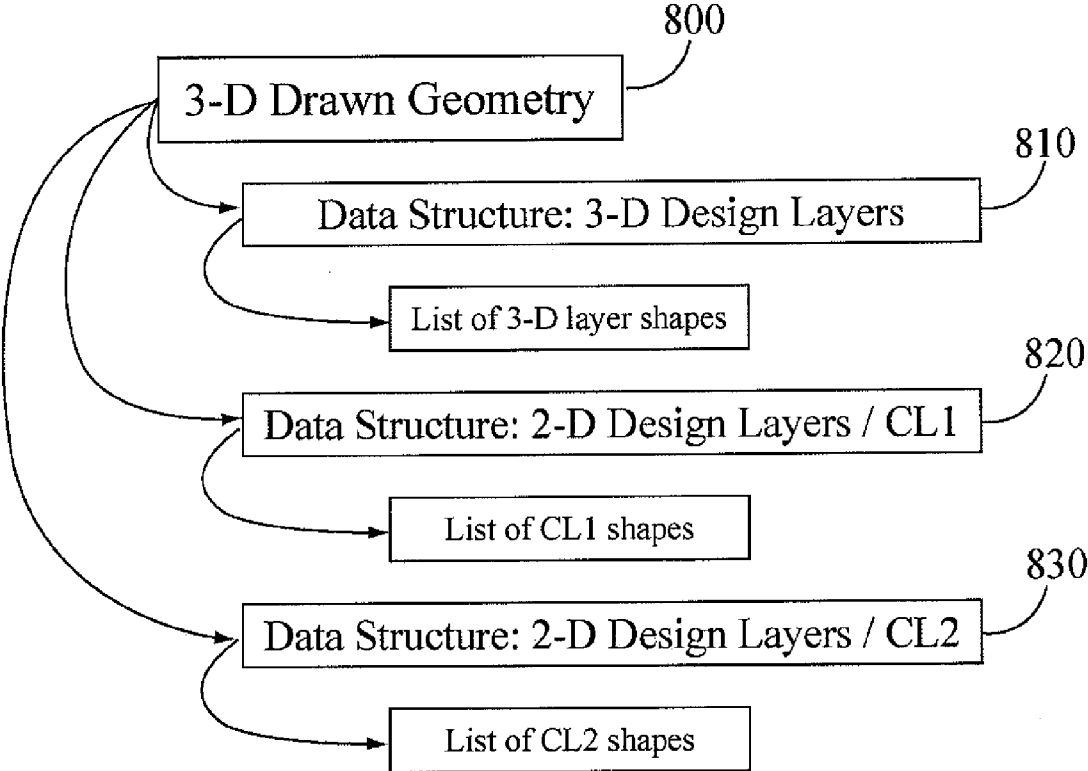 800
3-D Drawn Geometry
810
Data Structure: 3-D Design Layers
List of 3-D layer shapes
820
Data Structure: 2-D Design Layers / CL1
List of CL1 shapes
830
Data Structure: 2-D Design Layers / CL2
List of CL2 shapes